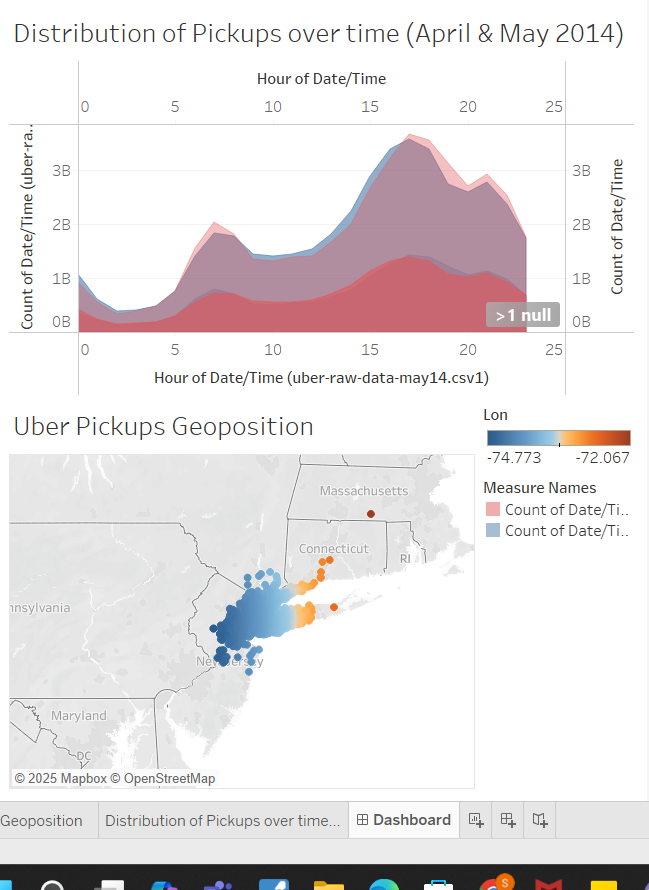 Distribution of Pickups over time (April & May 2014)
Hour of Date/Time
0 5 10 15 20 25
Count of Date/Time (uber-ra..
3B 3B
2B 2B
1B 1B
0B 0B
Count of Date/Time
>1 null
0 5 10 15 20 25
Hour of Date/Time (uber-raw-data-may14.csv1)
Uber Pickups Geoposition
Lon
-74.773 -72.067
Measure Names
Count of Date/Ti..
Count of Date/Ti..
Massachusetts
Connecticut
RI
nnsylvania
New Jersey
Maryland
DC
© 2025 Mapbox © OpenStreetMap
Geoposition Distribution of Pickups over time... Dashboard
S